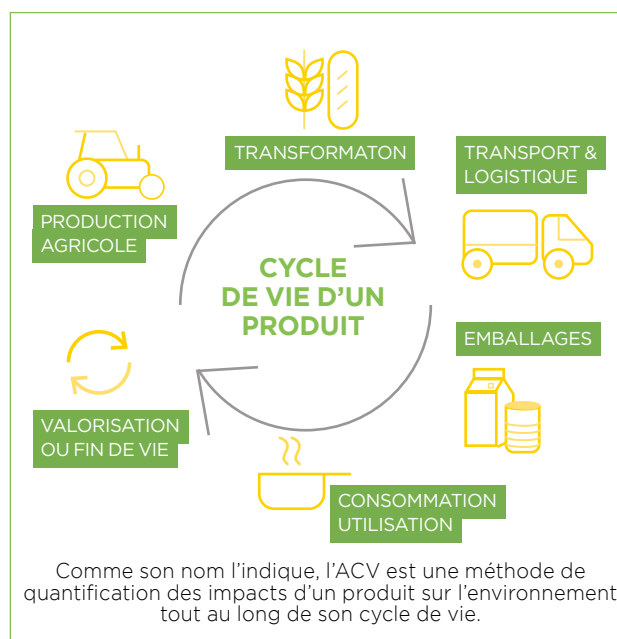 TRANSFORMATON
TRANSPORT &
LOGISTIQUE
PRODUCTION
AGRICOLE
CYCLE
DE VIE D'UN
PRODUIT
EMBALLAGES
VALORISATION
OU FIN DE VIE
CONSOMMATION
UTILISATION
Comme son nom l'indique, l'ACV est une méthode de
quantification des impacts d'un produit sur l'environnement
tout au long de son cycle de vie.